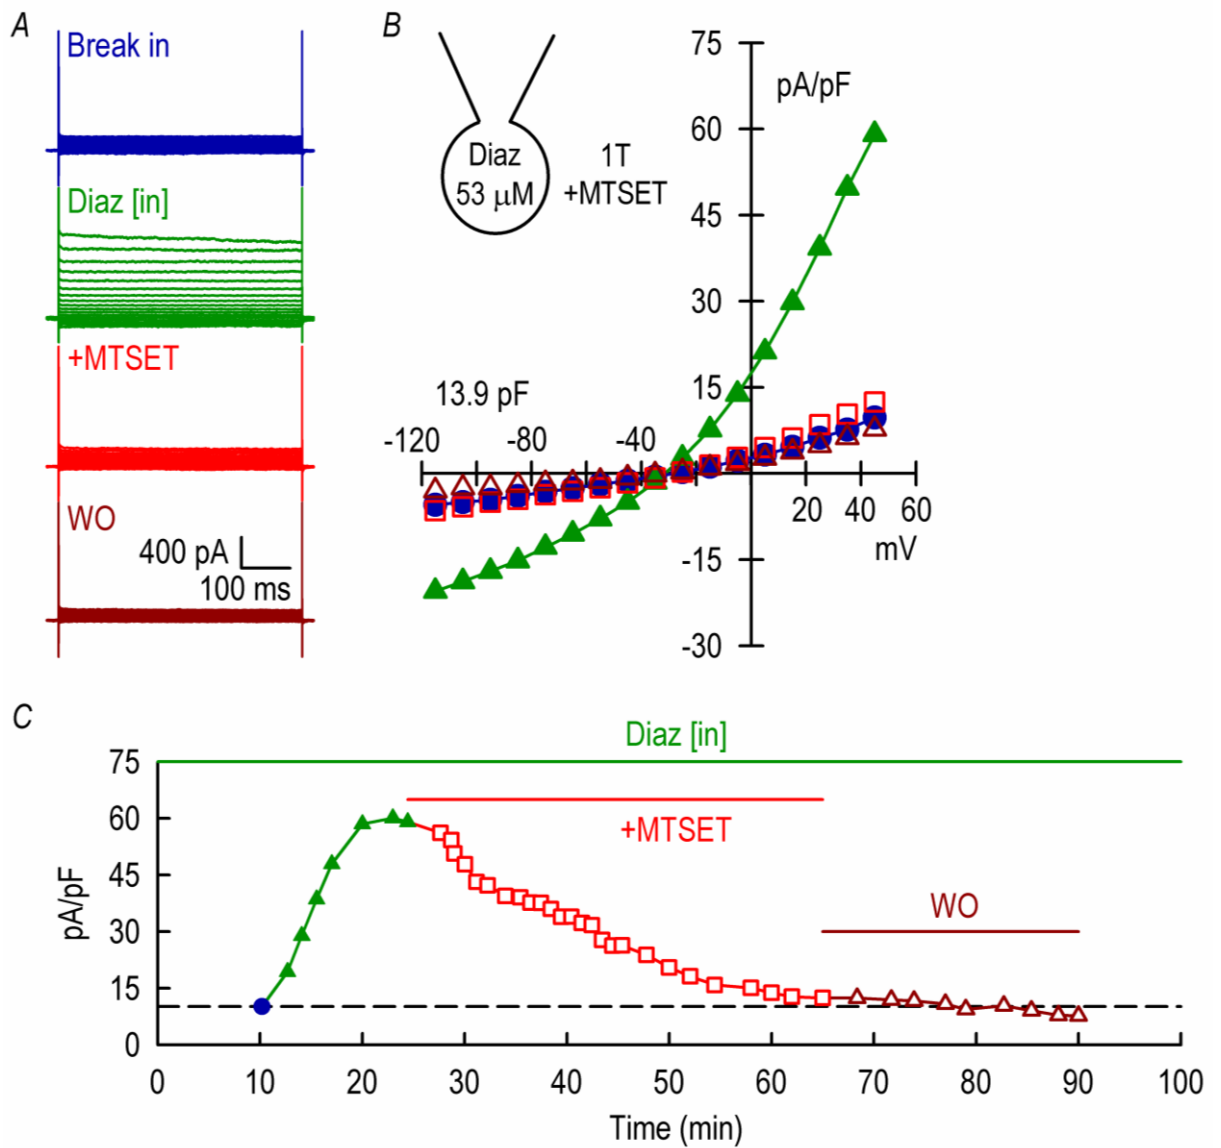 A
Break in
Diaz [in]
+MTSET
WO
400 pA
100 ms
B
Diaz
53 μM
1T
+MTSET
75
pA/pF
60
45
30
15
13.9 pF
-120
-80
-40
20
40
60
mV
-15
-30
C
Diaz [in]
+MTSET
WO
75
60
45
30
15
0
pA/pF
0
10
20
30
40
50
60
70
80
90
100
Time (min)